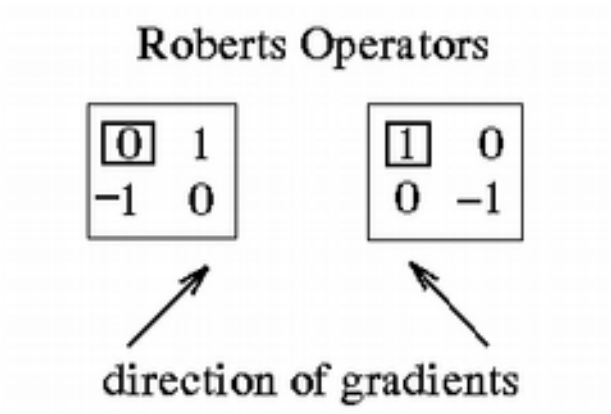 Roberts Operators
0 1 1 0
−1 0 0 −1
direction of gradients